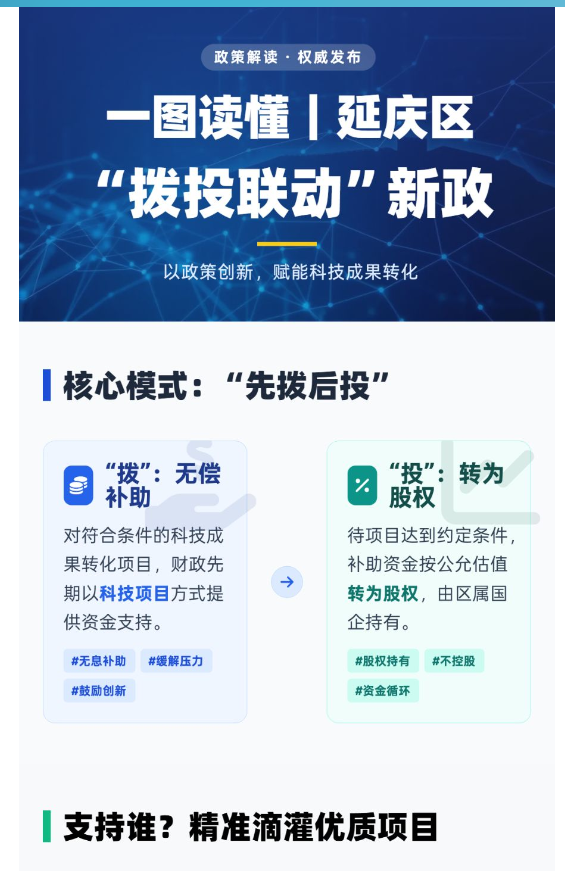 政策解读 · 权威发布
一图读懂｜延庆区
“拨投联动”新政
以政策创新，赋能科技成果转化
核心模式：“先拨后投”
“拨”：无偿
补助
对符合条件的科技成
果转化项目，财政先
期以科技项目方式提
供资金支持。
#无息补助 #缓解压力
#鼓励创新
“投”：转为
股权
待项目达到约定条件，
补助资金按公允估值
转为股权，由区属国
企持有。
#股权持有 #不控股
#资金循环
支持谁？精准滴灌优质项目